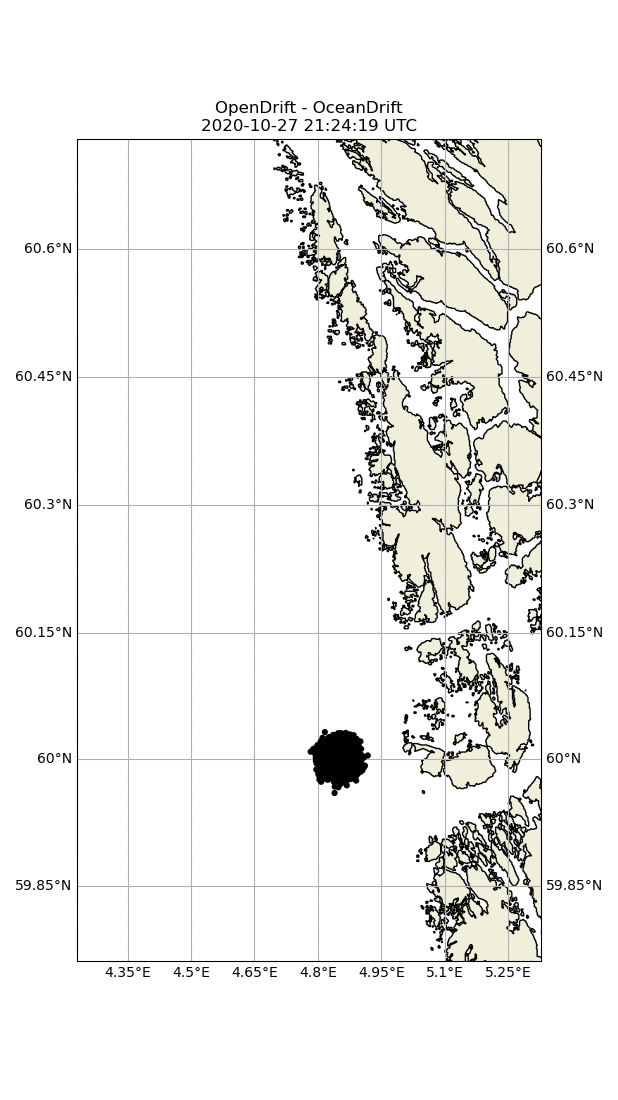 OpenDrift - OceanDrift
2020-10-27 21:24:19 UTC
60.6°N 60.6°N
60.45°N 60.45°N
60.3°N 60.3°N
60.15°N 60.15°N
60°N 60°N
59.85°N 59.85°N
4.35°E 4.5°E 4.65°E 4.8°E 4.95°E 5.1°E 5.25°E